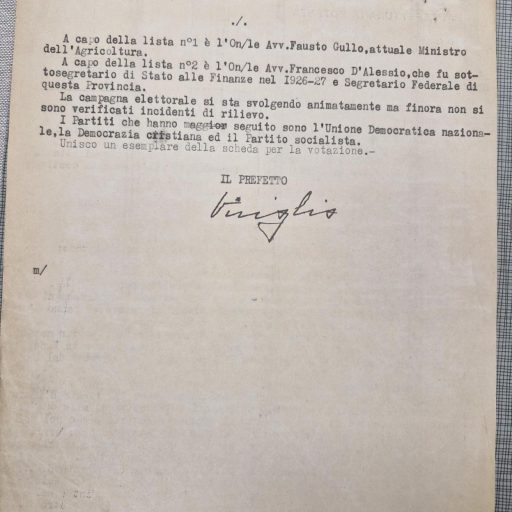 ./.
A capo della lista n°1 è l'On/le Avv.Fausto Gullo,attuale Ministro
dell'Agricoltura.
A capo della lista n°2 è l'On/le Avv.Francesco D'Alessio,che fu sot-
tosegretario di Stato alle Finanze nel I926-27 e Segretario Federale di
questa Provincia.
La campagna elettorale si sta svolgendo animatamente ma finora non si
sono verificati incidenti di rilievo.
I Partiti che hanno maggior seguito sono l'Unione Democratica naziona-
le,la Democrazia cristiana ed il Partito socialista.
Unisco un esemplare della scheda per la votazione.-
IL PREFETTO
m/